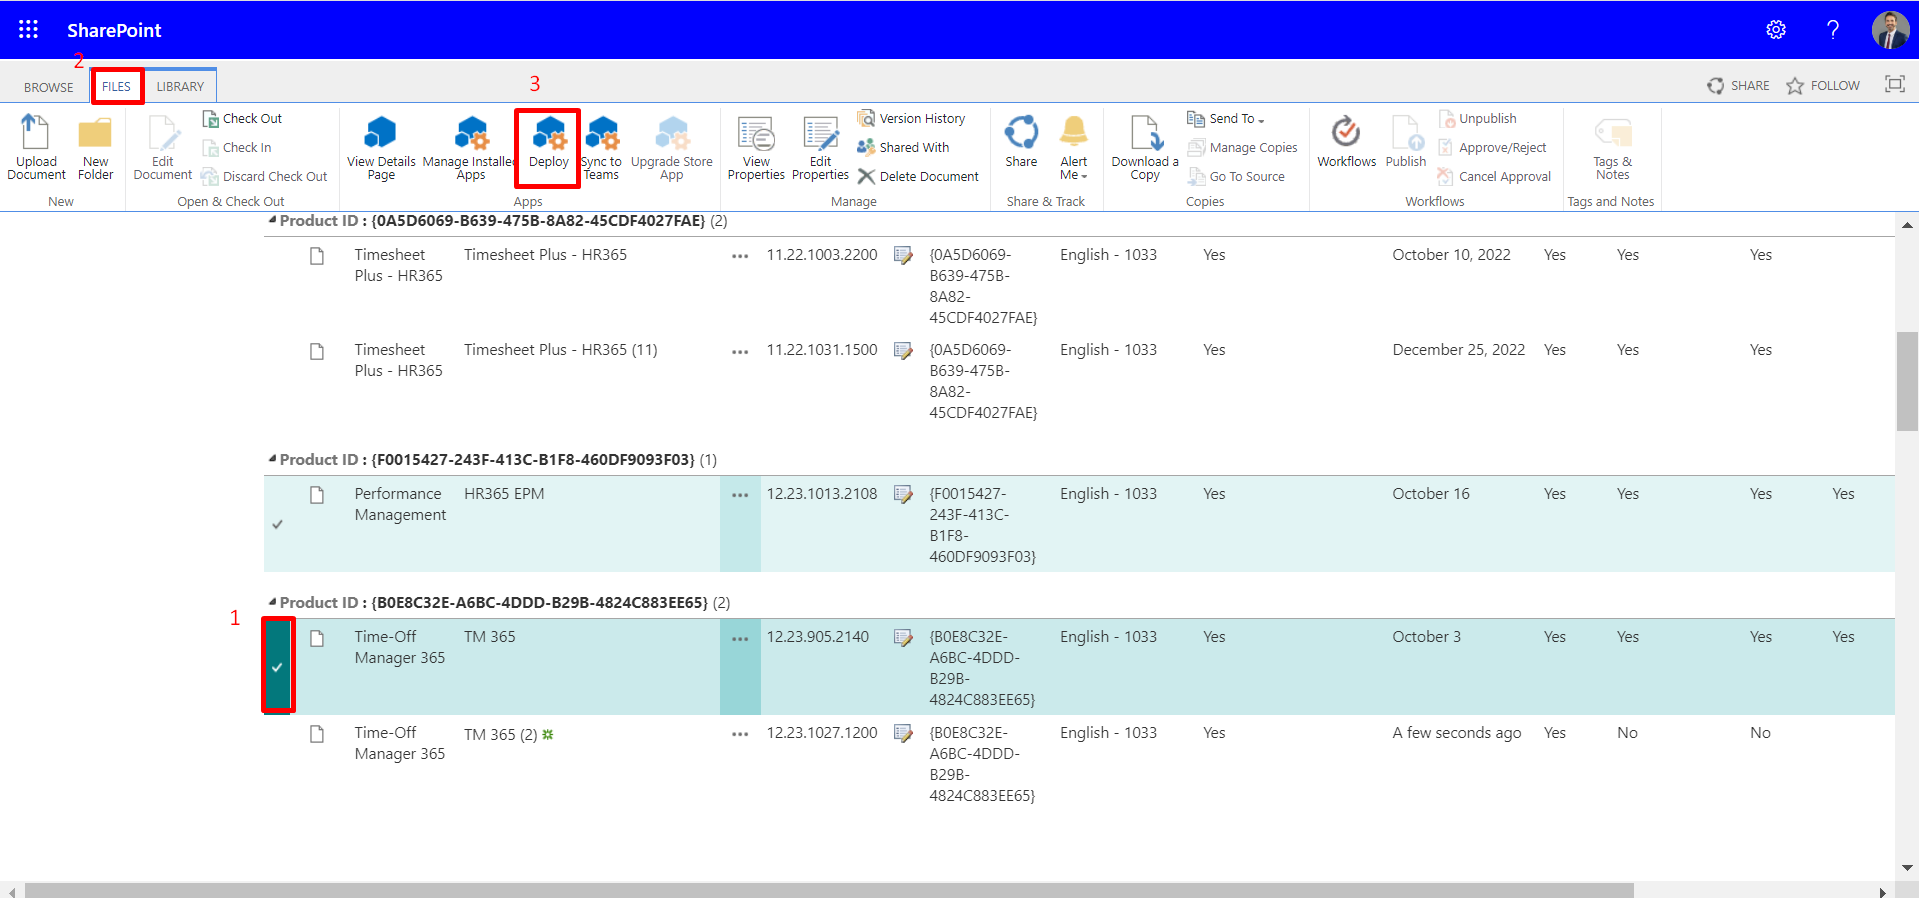 SharePoint
?
2
3
BROWSE
FILES
LIBRARY
SHARE
FOLLOW
Upload
Document
New
Folder
New
Edit
Document
Check Out
Check In
Discard Check Out
Open & Check Out
View Details
Page
Manage Installe
Apps
Deploy
Sync to
Teams
Upgrade Store
App
Apps
View
Properties
Edit
Properties
Version History
Shared With
Delete Document
Manage
Share
Alert
Me
Share & Track
Download a
Copy
Send To
Manage Copies
Go To Source
Copies
Workflows
Publish
Unpublish
Approve/Reject
Cancel Approval
Workflows
Tags &
Notes
Tags and Notes
Product ID : {0A5D6069-B639-475B-8A82-45CDF4027FAE} (2)
Timesheet Timesheet Plus - HR365 ... 11.22.1003.2200 {0A5D6069- English - 1033 Yes October 10, 2022 Yes Yes Yes
Plus - HR365 B639-475B-
8A82-
45CDF4027FAE}
Timesheet Timesheet Plus - HR365 (11) ... 11.22.1031.1500 {0A5D6069- English - 1033 Yes December 25, 2022 Yes Yes Yes
Plus - HR365 B639-475B-
8A82-
45CDF4027FAE}
Product ID : {F0015427-243F-413C-B1F8-460DF9093F03} (1)
Performance HR365 EPM ... 12.23.1013.2108 {F0015427- English - 1033 Yes October 16 Yes Yes Yes Yes
Management 243F-413C-
B1F8-
460DF9093F03}
Product ID : {B0E8C32E-A6BC-4DDD-B29B-4824C883EE65} (2)
1
Time-Off TM 365 ... 12.23.905.2140 {B0E8C32E- English - 1033 Yes October 3 Yes Yes Yes Yes
Manager 365 A6BC-4DDD-
B29B-
4824C883EE65}
Time-Off TM 365 (2) ... 12.23.1027.1200 {B0E8C32E- English - 1033 Yes A few seconds ago Yes No No
Manager 365 A6BC-4DDD-
B29B-
4824C883EE65}